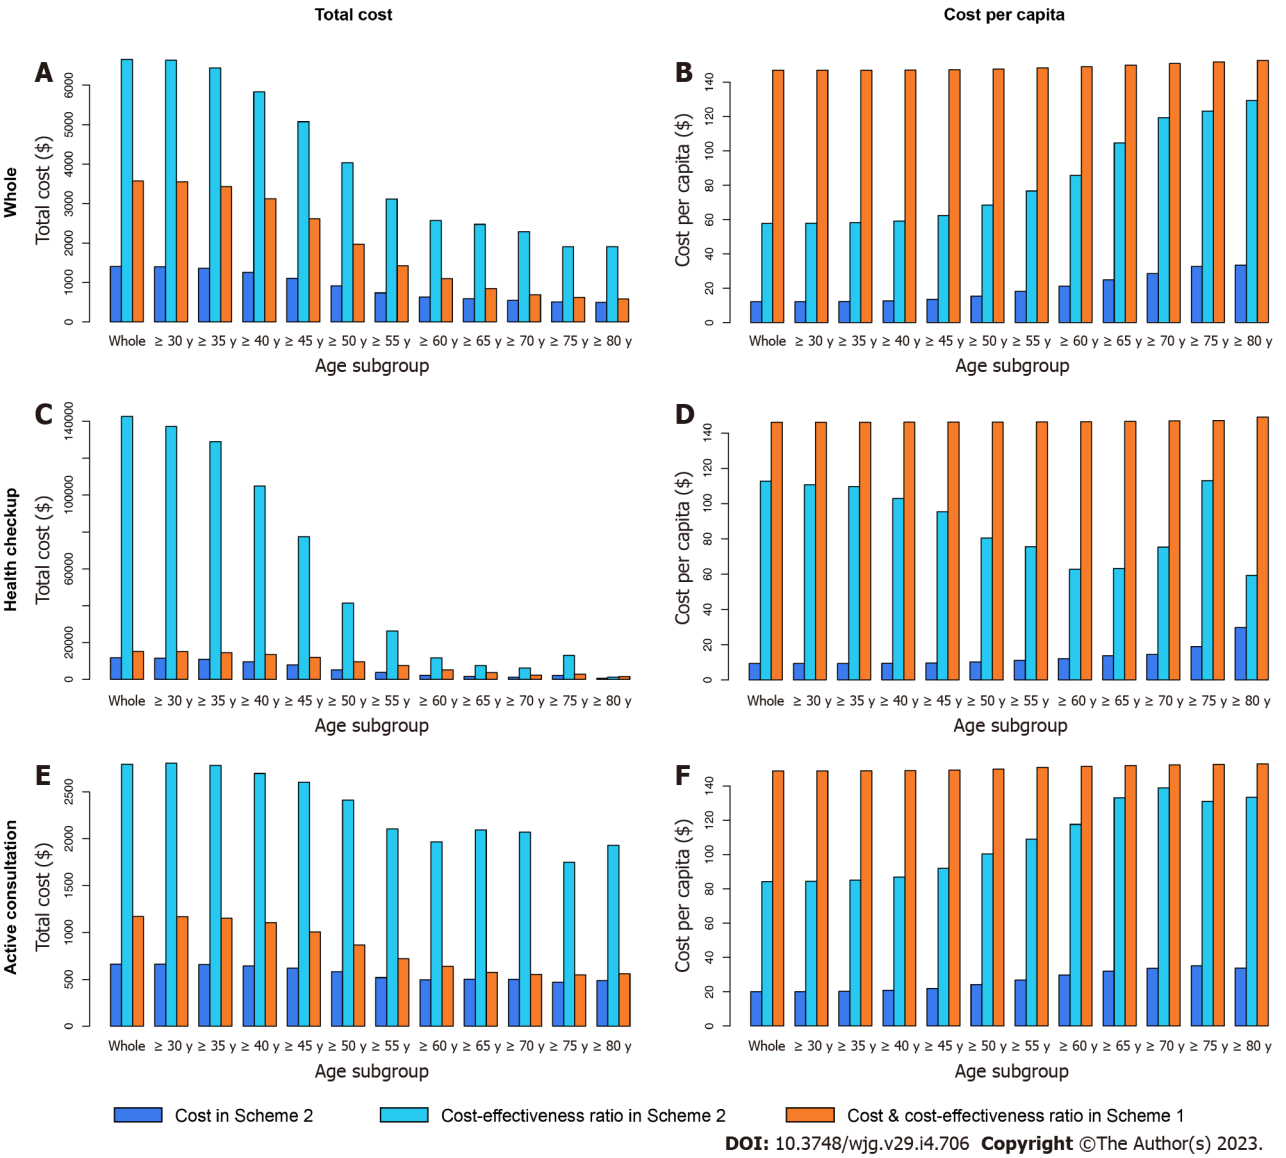 Total cost
Cost per capita
Whole
A
Total cost ($)
0 1000 2000 3000 4000 5000 6000
Whole ≥ 30 y ≥ 35 y ≥ 40 y ≥ 45 y ≥ 50 y ≥ 55 y ≥ 60 y ≥ 65 y ≥ 70 y ≥ 75 y ≥ 80 y
Age subgroup
B
Cost per capita ($)
0 20 40 60 80 100 120 140
Whole ≥ 30 y ≥ 35 y ≥ 40 y ≥ 45 y ≥ 50 y ≥ 55 y ≥ 60 y ≥ 65 y ≥ 70 y ≥ 75 y ≥ 80 y
Age subgroup
Health checkup
C
Total cost ($)
0 20000 60000 100000 140000
Whole ≥ 30 y ≥ 35 y ≥ 40 y ≥ 45 y ≥ 50 y ≥ 55 y ≥ 60 y ≥ 65 y ≥ 70 y ≥ 75 y ≥ 80 y
Age subgroup
D
Cost per capita ($)
0 20 40 60 80 100 120 140
Whole ≥ 30 y ≥ 35 y ≥ 40 y ≥ 45 y ≥ 50 y ≥ 55 y ≥ 60 y ≥ 65 y ≥ 70 y ≥ 75 y ≥ 80 y
Age subgroup
Active consultation
E
Total cost ($)
0 500 1000 1500 2000 2500
Whole ≥ 30 y ≥ 35 y ≥ 40 y ≥ 45 y ≥ 50 y ≥ 55 y ≥ 60 y ≥ 65 y ≥ 70 y ≥ 75 y ≥ 80 y
Age subgroup
F
Cost per capita ($)
0 20 40 60 80 100 120 140
Whole ≥ 30 y ≥ 35 y ≥ 40 y ≥ 45 y ≥ 50 y ≥ 55 y ≥ 60 y ≥ 65 y ≥ 70 y ≥ 75 y ≥ 80 y
Age subgroup
Cost in Scheme 2 Cost-effectiveness ratio in Scheme 2 Cost & cost-effectiveness ratio in Scheme 1
DOI: 10.3748/wjg.v29.i4.706 Copyright ©The Author(s) 2023.